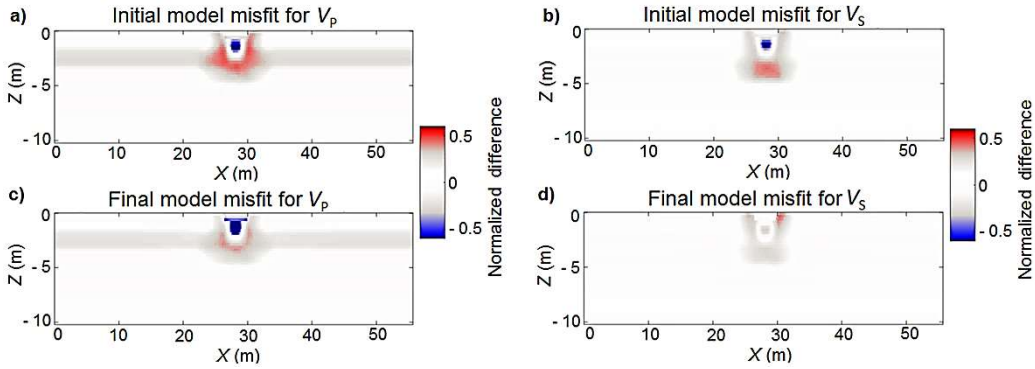 a) Initial model misfit for V_P
0
- 5
- 10
Z (m)
0 10 20 30 40 50
X (m)
b) Initial model misfit for V_S
0
- 5
- 10
Z (m)
0 10 20 30 40 50
X (m)
c) Final model misfit for V_P
0
- 5
- 10
Z (m)
0 10 20 30 40 50
X (m)
0.5
0
- 0.5
Normalized difference
d) Final model misfit for V_S
0
- 5
- 10
Z (m)
0 10 20 30 40 50
X (m)
0.5
0
- 0.5
Normalized difference